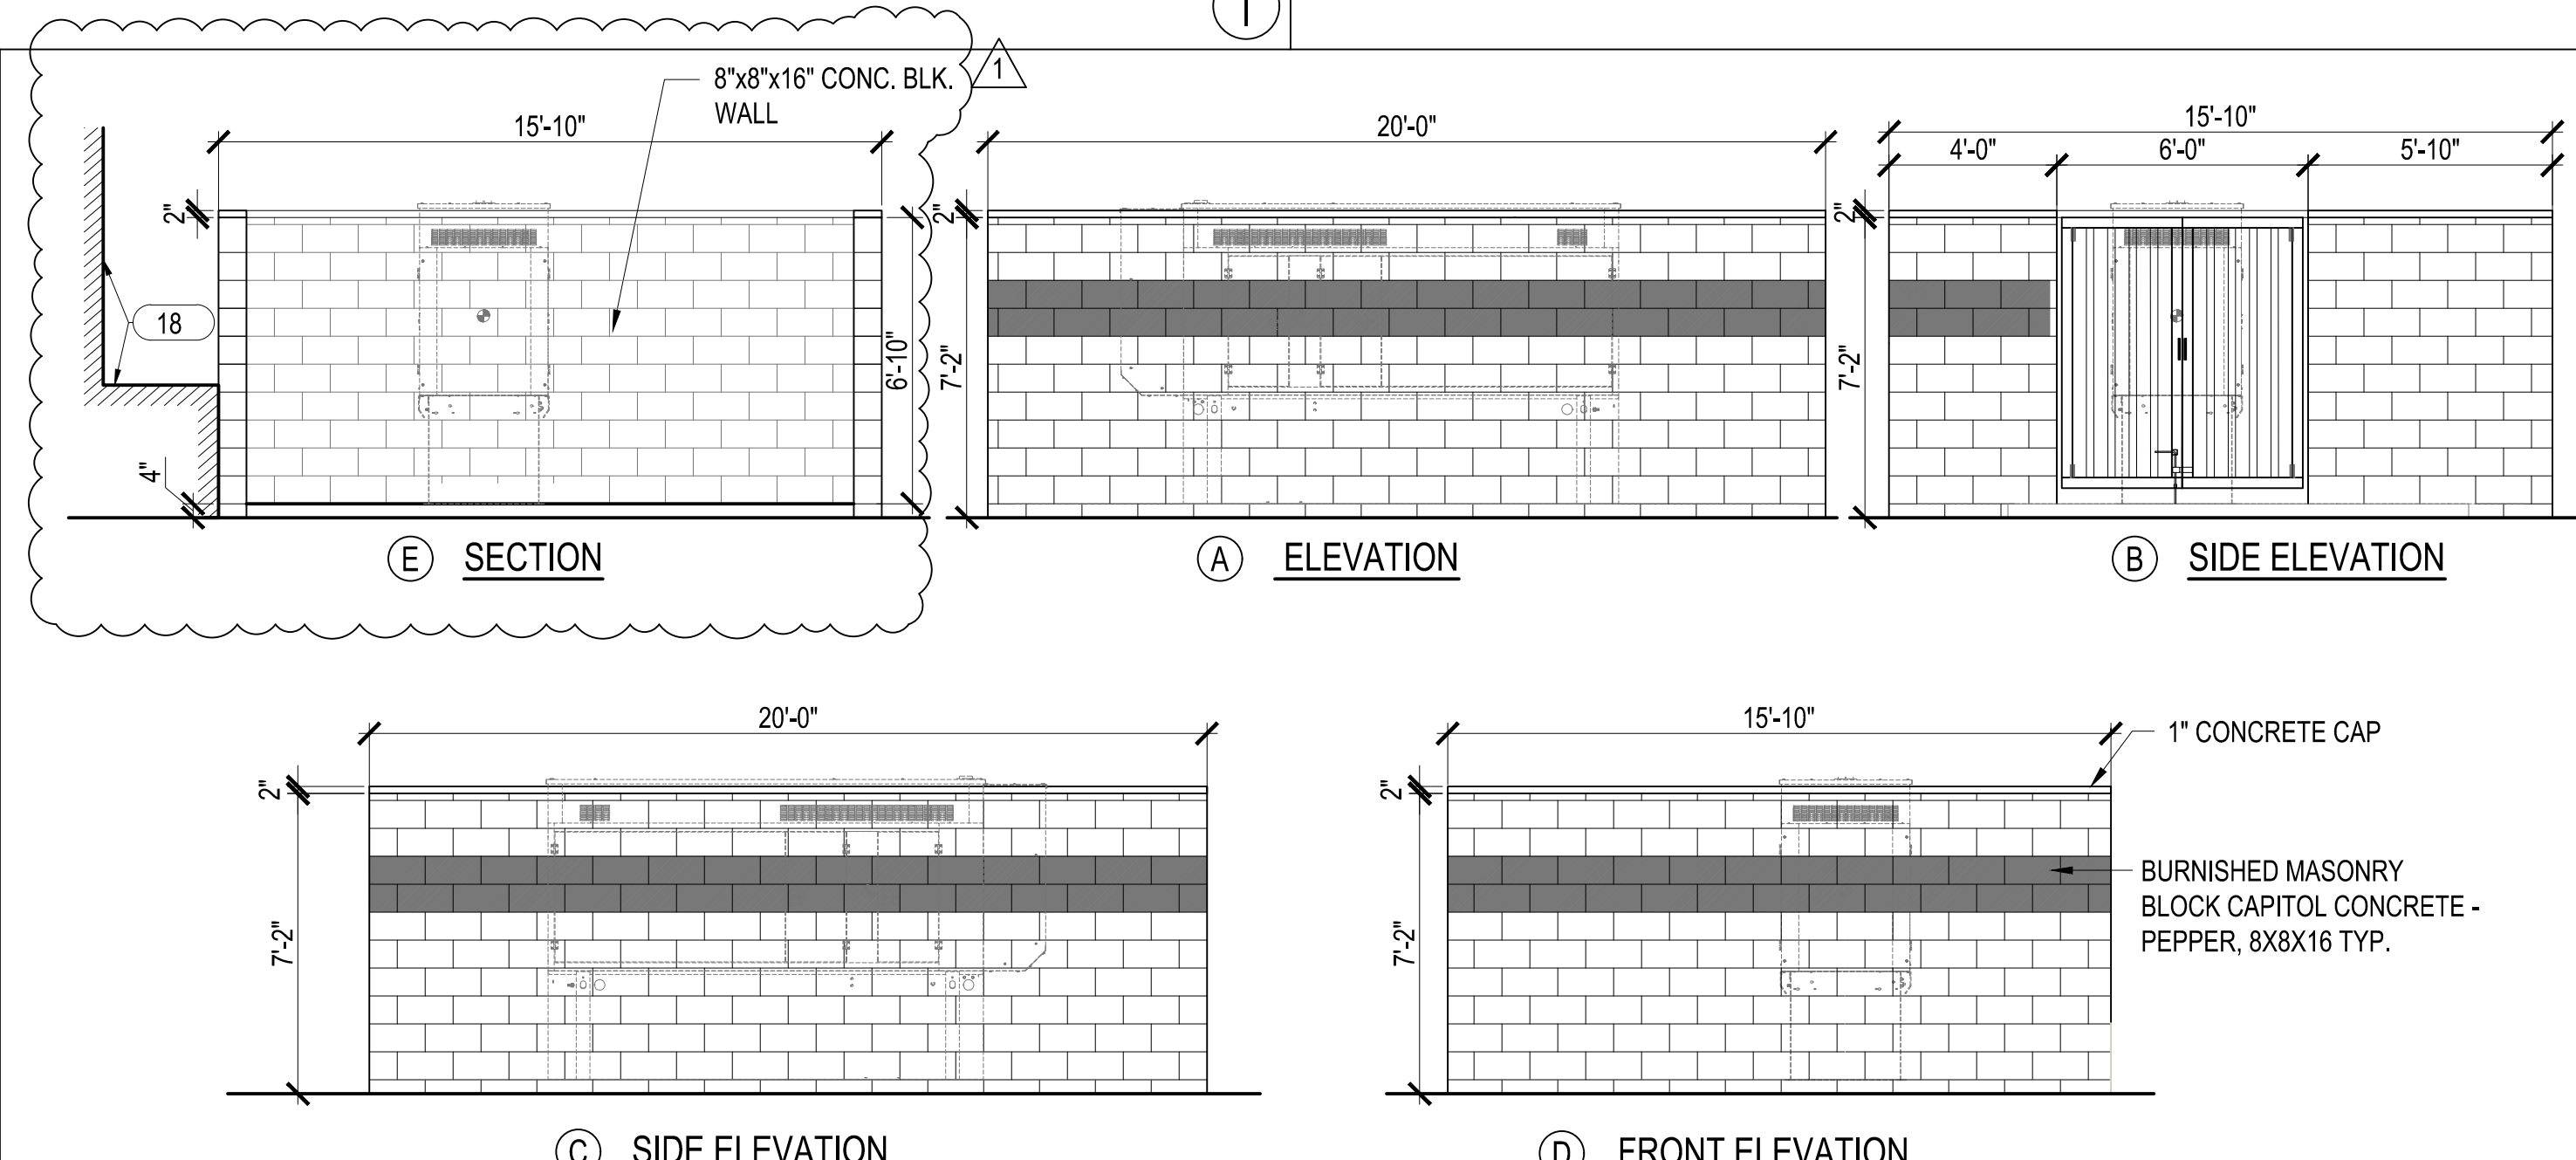 1
8"x8"x16" CONC. BLK.
WALL
1
15'-10"
2"
18
4"
6'-10"
E SECTION
20'-0"
2"
7'-2"
A ELEVATION
15'-10"
4'-0" 6'-0" 5'-10"
2"
7'-2"
B SIDE ELEVATION
20'-0"
2"
7'-2"
C SIDE ELEVATION
15'-10"
2"
7'-2"
1" CONCRETE CAP
BURNISHED MASONRY
BLOCK CAPITOL CONCRETE -
PEPPER, 8X8X16 TYP.
D FRONT ELEVATION